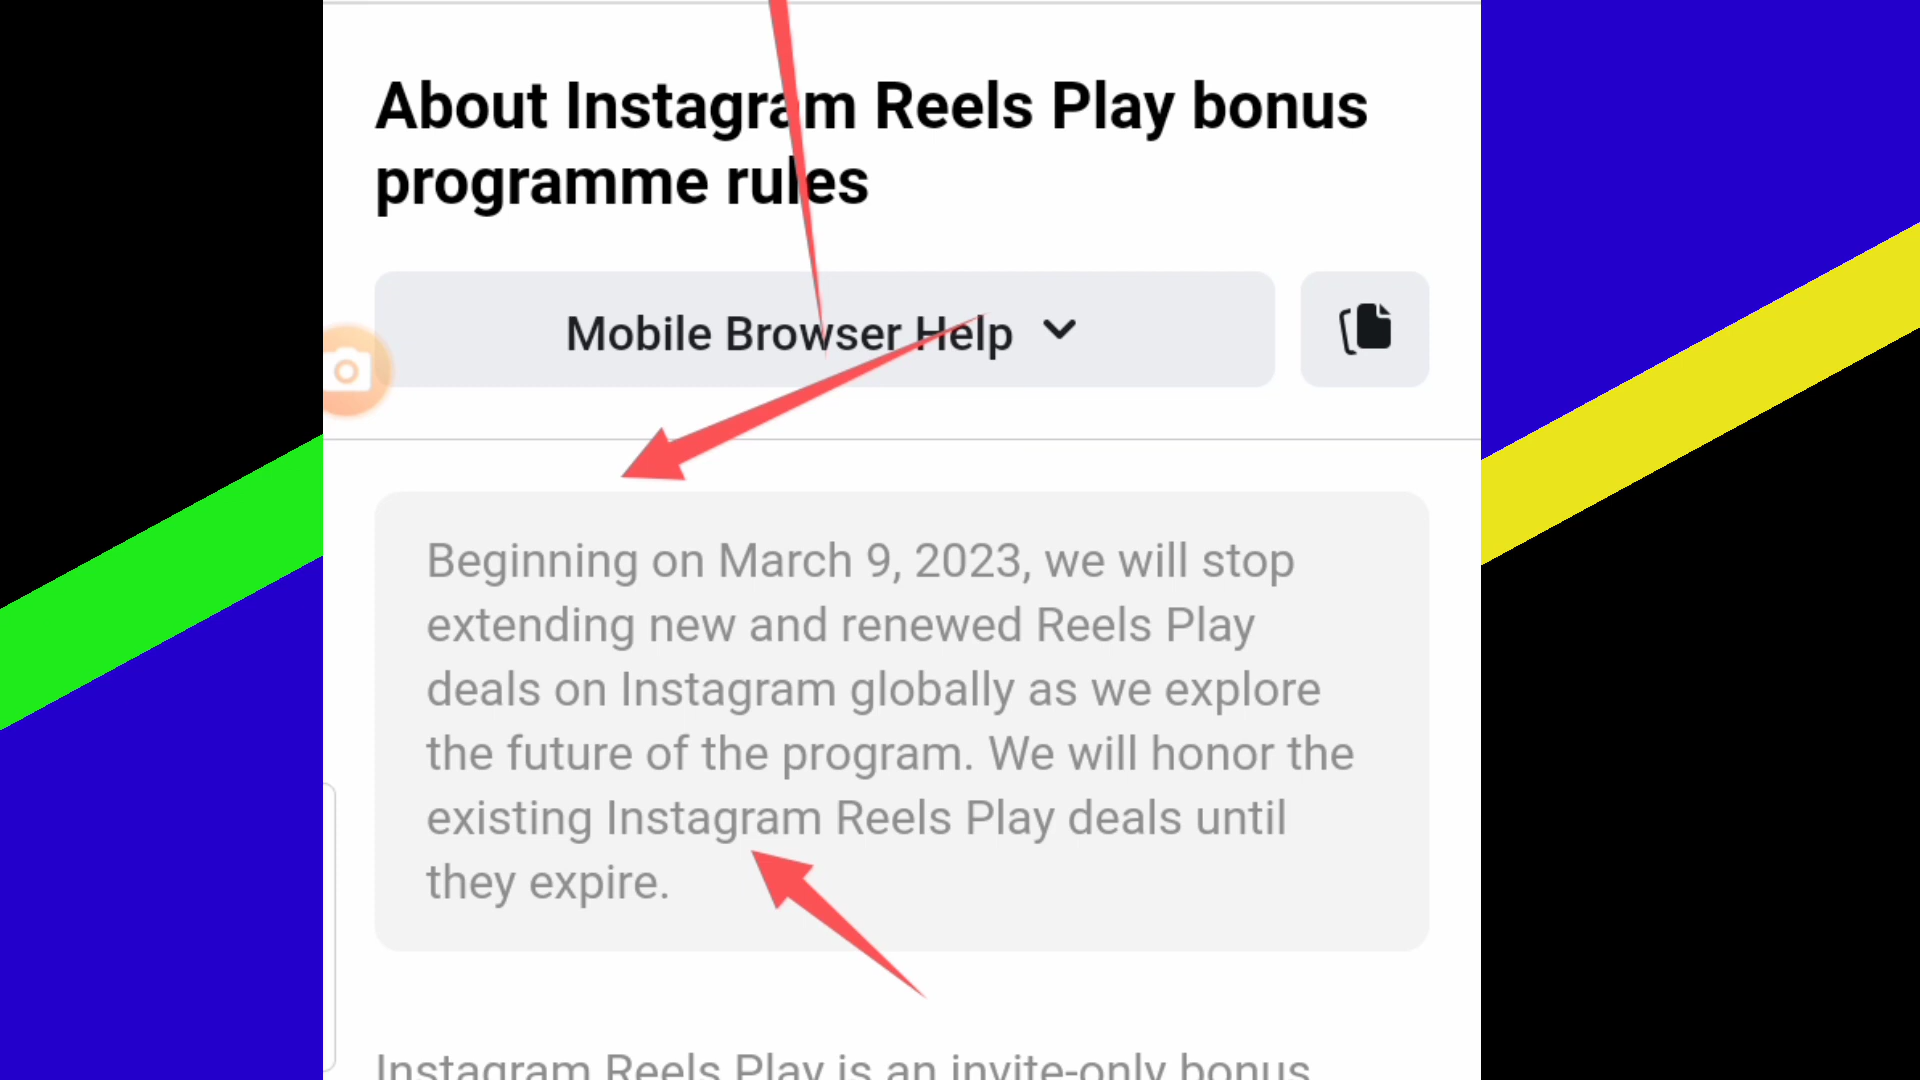 About Instagram Reels Play bonus
programme rules
Mobile Browser Help
Beginning on March 9, 2023, we will stop
extending new and renewed Reels Play
deals on Instagram globally as we explore
the future of the program. We will honor the
existing Instagram Reels Play deals until
they expire.
Instagram Reels Play is an invite-only bonus